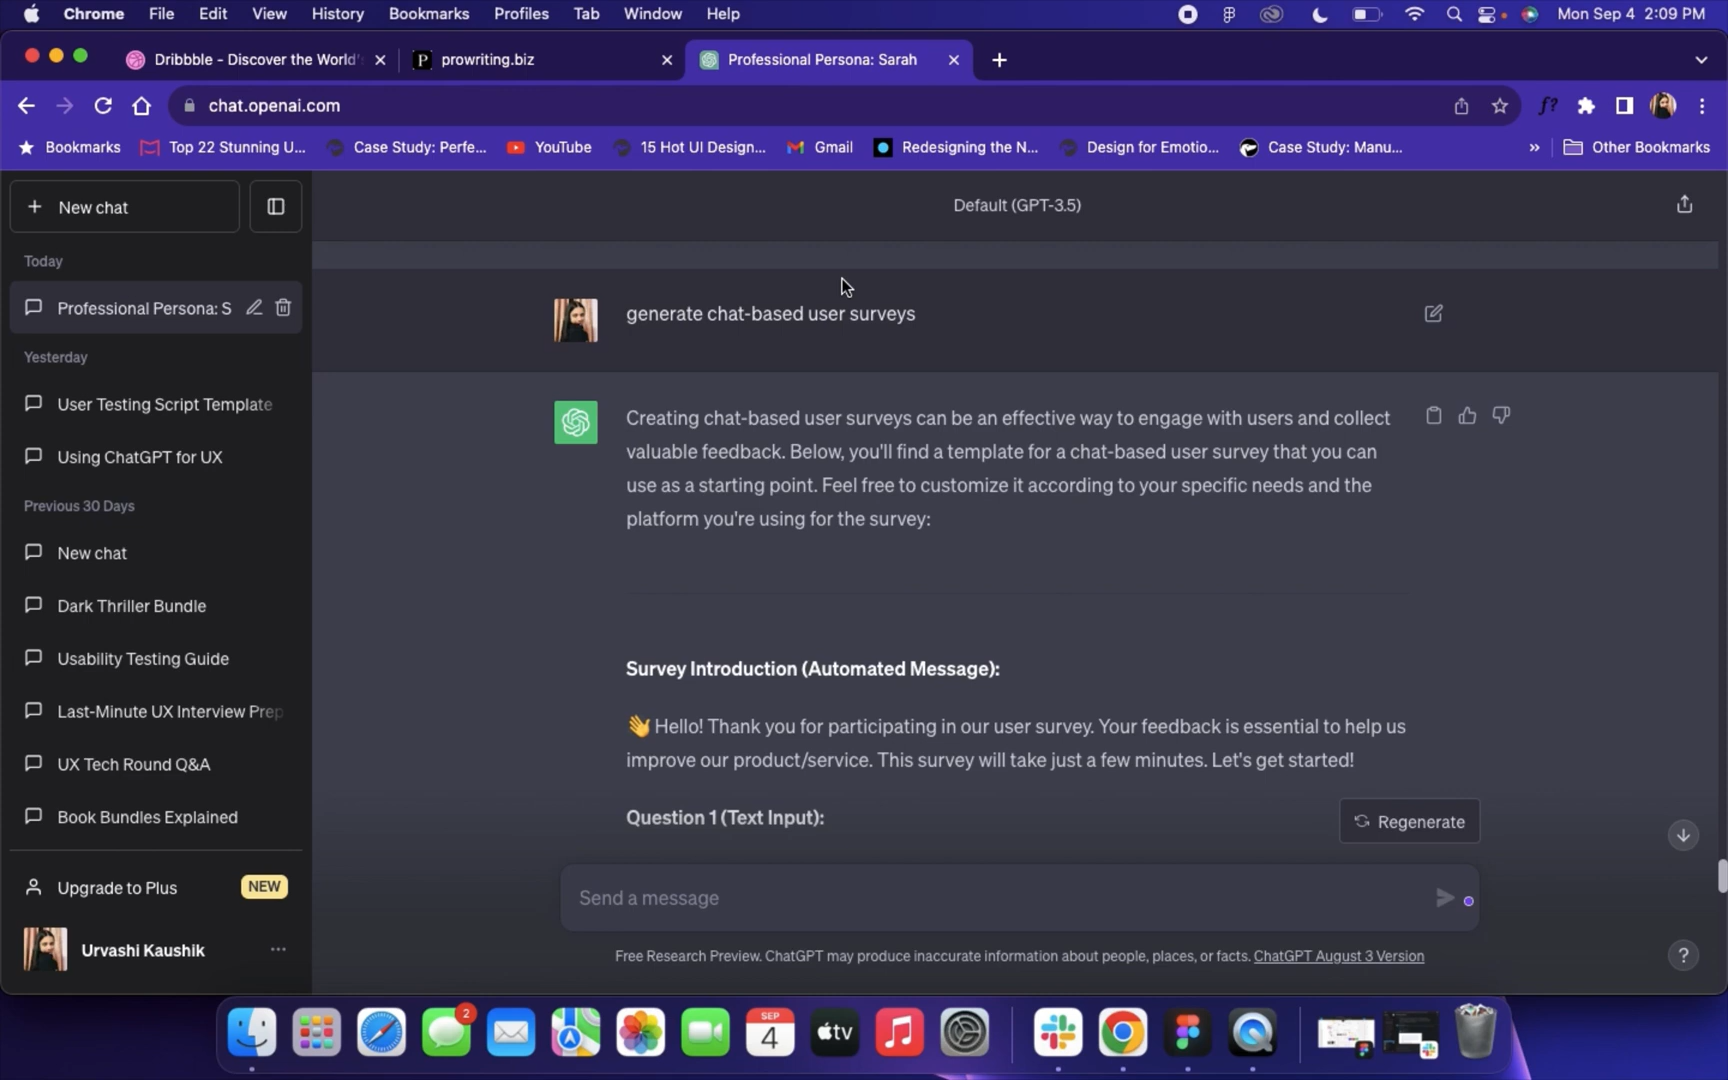 Chrome File Edit View History Bookmarks Profiles Tab Window Help
Mon Sep 4 2:09 PM
Dribbble - Discover the World'
prowriting.biz
Professional Persona: Sarah
chat.openai.com
Bookmarks
Top 22 Stunning U...
Case Study: Perfe...
YouTube
15 Hot UI Design...
Gmail
Redesigning the N...
Design for Emotio...
Case Study: Manu...
Other Bookmarks
New chat
Default (GPT-3.5)
Today
Professional Persona: S
Yesterday
User Testing Script Template
Using ChatGPT for UX
Previous 30 Days
New chat
Dark Thriller Bundle
Usability Testing Guide
Last-Minute UX Interview Prep
UX Tech Round Q&A
Book Bundles Explained
Upgrade to Plus
NEW
Urvashi Kaushik
generate chat-based user surveys
Creating chat-based user surveys can be an effective way to engage with users and collect
valuable feedback. Below, you'll find a template for a chat-based user survey that you can
use as a starting point. Feel free to customize it according to your specific needs and the
platform you're using for the survey:
Survey Introduction (Automated Message):
👋 Hello! Thank you for participating in our user survey. Your feedback is essential to help us
improve our product/service. This survey will take just a few minutes. Let's get started!
Question 1 (Text Input):
Regenerate
Send a message
Free Research Preview. ChatGPT may produce inaccurate information about people, places, or facts. ChatGPT August 3 Version
?
2
SEP
4
tv